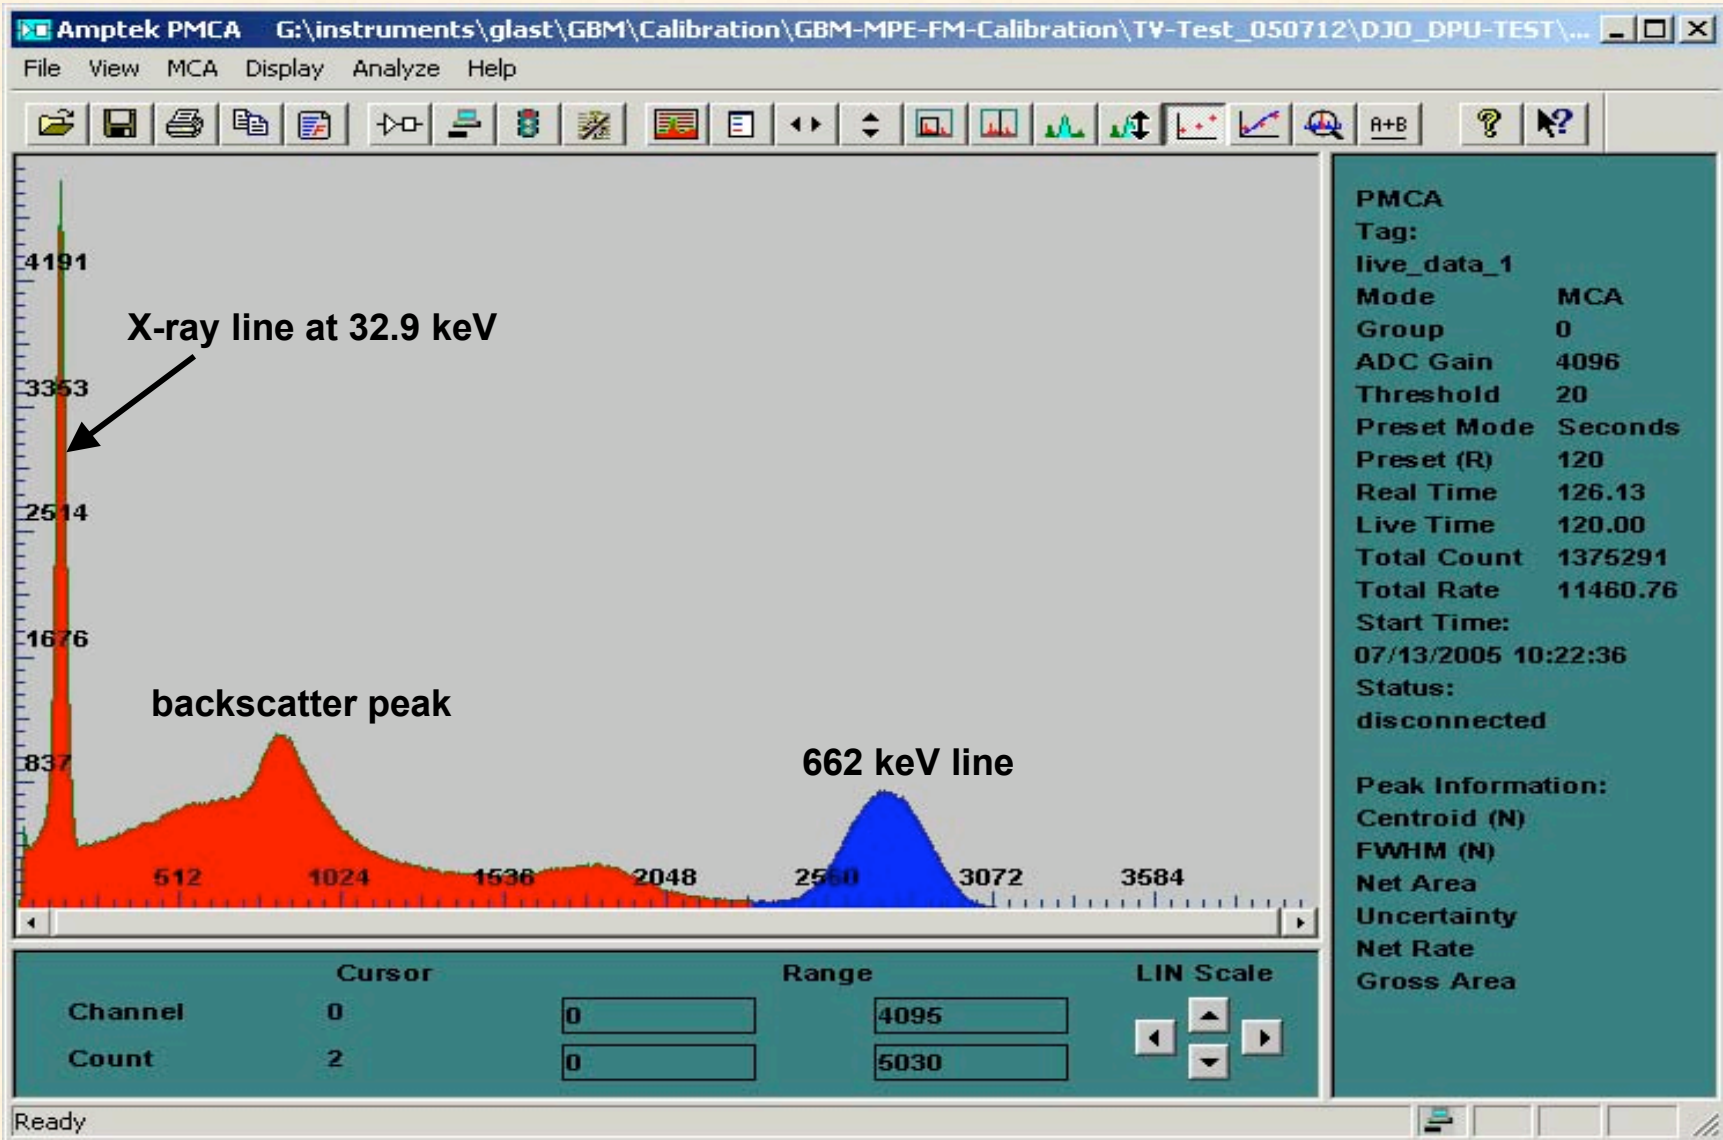 Amptek PMCA G:\instruments\glast\GBM\Calibration\GBM-MPE-FM-Calibration\TV-Test_050712\DJO_DPU-TEST\...
File View MCA Display Analyze Help
A+B
4191
3353
2514
1676
837
X-ray line at 32.9 keV
backscatter peak
662 keV line
512 1024 1536 2048 2560 3072 3584
PMCA
Tag:
live_data_1
Mode MCA
Group 0
ADC Gain 4096
Threshold 20
Preset Mode Seconds
Preset (R) 120
Real Time 126.13
Live Time 120.00
Total Count 1375291
Total Rate 11460.76
Start Time:
07/13/2005 10:22:36
Status:
disconnected
Peak Information:
Centroid (N)
FWHM (N)
Net Area
Uncertainty
Net Rate
Gross Area
Cursor Range LIN Scale
Channel 0 0 4095
Count 2 0 5030
Ready